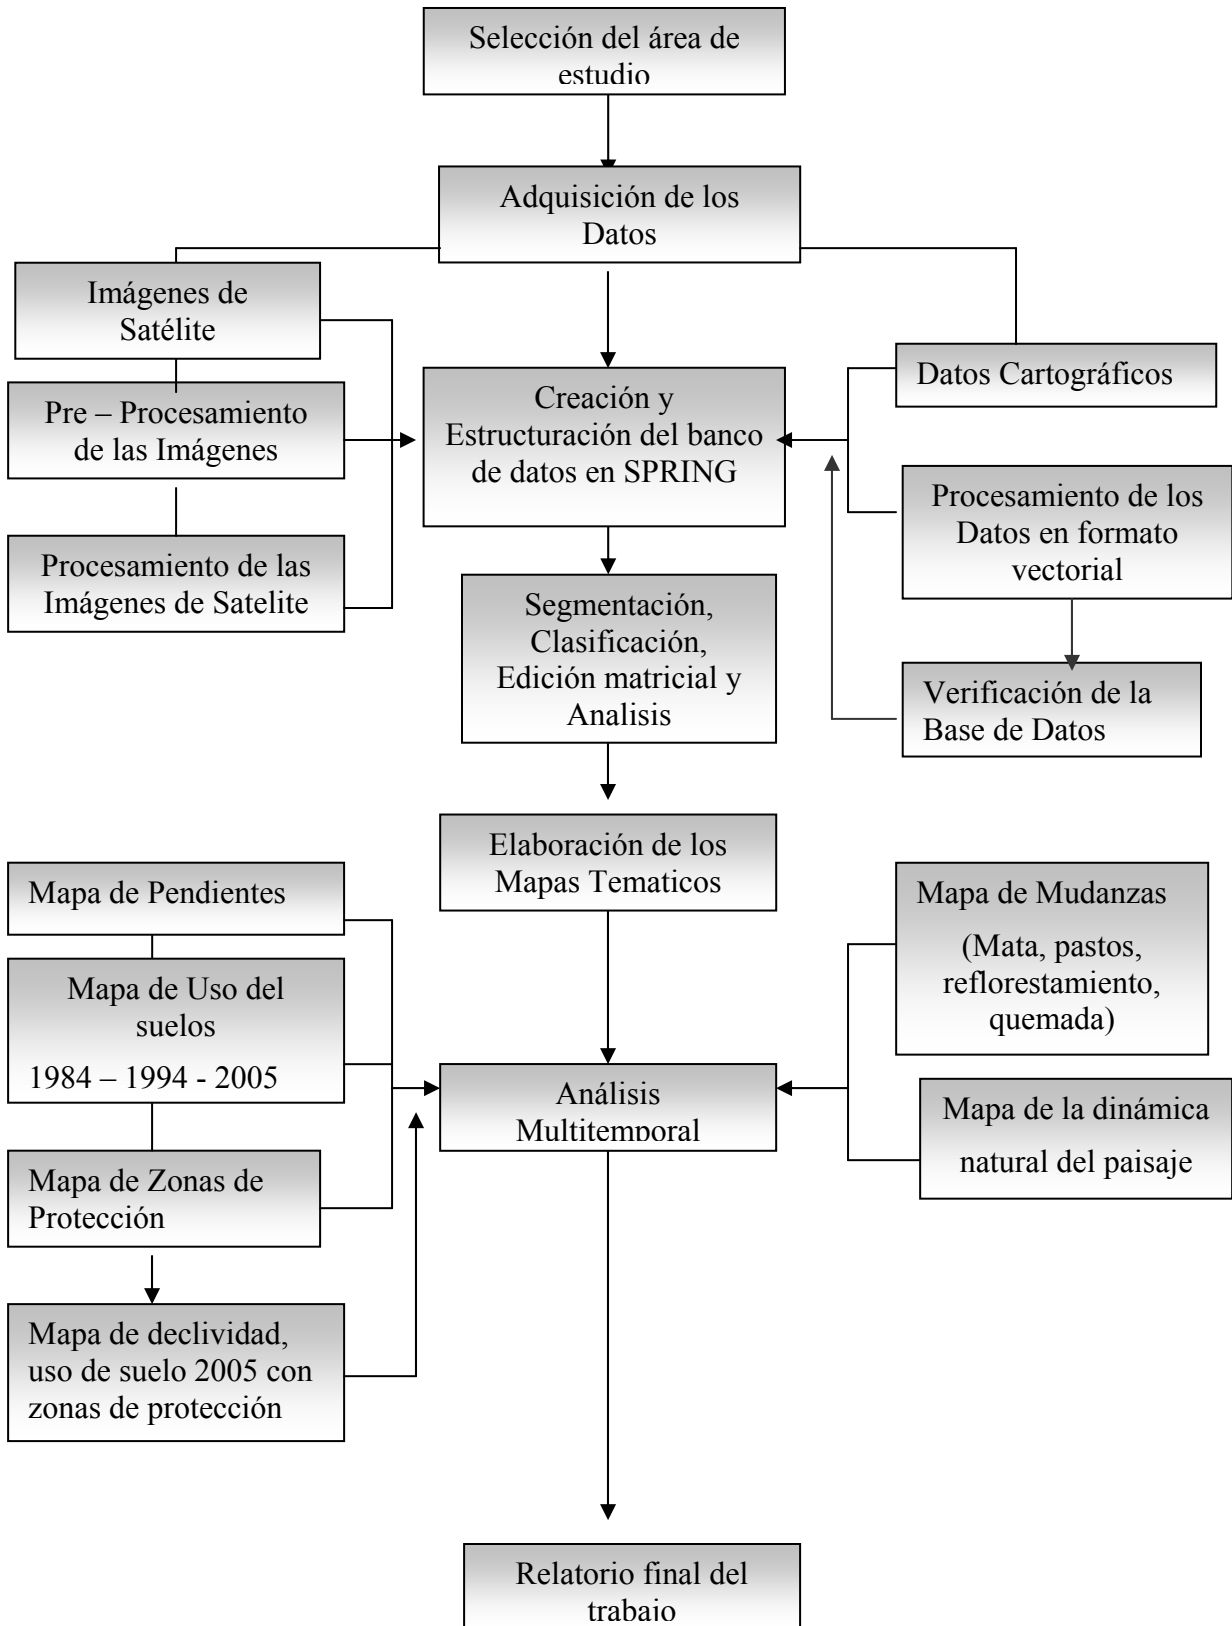 Selección del área de
estudio
Adquisición de los
Datos
Imágenes de
Satélite
Datos Cartográficos
Pre – Procesamiento
de las Imágenes
Creación y
Estructuración del banco
de datos en SPRING
Procesamiento de los
Datos en formato
vectorial
Procesamiento de las
Imágenes de Satelite
Segmentación,
Clasificación,
Edición matricial y
Analisis
Verificación de la
Base de Datos
Elaboración de los
Mapas Tematicos
Mapa de Pendientes
Mapa de Mudanzas
(Mata, pastos,
reflorestamiento,
quemada)
Mapa de Uso del
suelos
1984 – 1994 - 2005
Análisis
Multitemporal
Mapa de la dinámica
natural del paisaje
Mapa de Zonas de
Protección
Mapa de declividad,
uso de suelo 2005 con
zonas de protección
Relatorio final del
trabajo